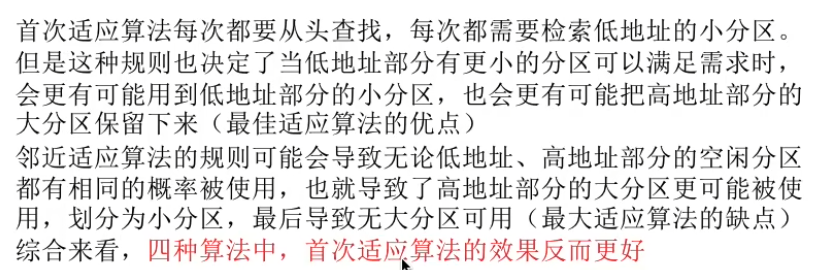 首次适应算法每次都要从头查找，每次都需要检索低地址的小分区。
但是这种规则也决定了当低地址部分有更小的分区可以满足需求时，
会更有可能用到低地址部分的小分区，也会更有可能把高地址部分的
大分区保留下来（最佳适应算法的优点）
邻近适应算法的规则可能会导致无论低地址、高地址部分的空闲分区
都有相同的概率被使用，也就导致了高地址部分的大分区更可能被使
用，划分为小分区，最后导致无大分区可用（最大适应算法的缺点）
综合来看，四种算法中，首次适应算法的效果反而更好